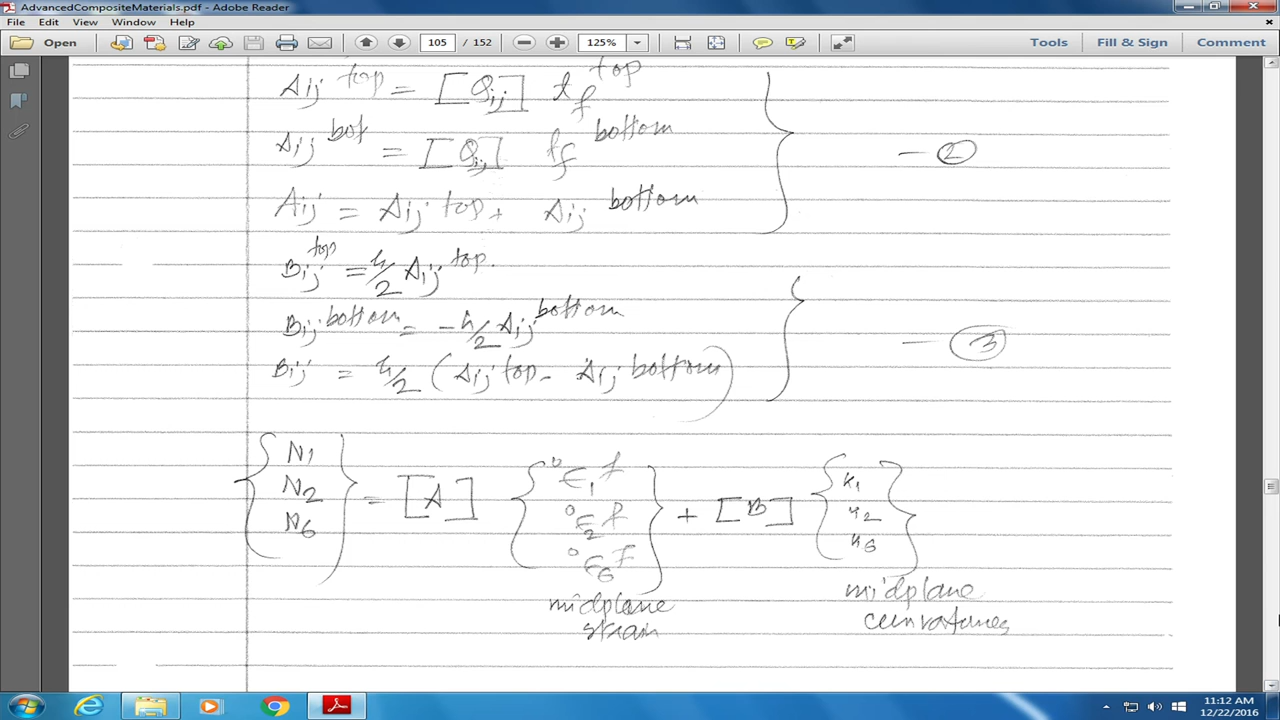 AdvancedCompositeMaterials.pdf - Adobe Reader
File Edit View Window Help
Open 105 / 152 125% Tools Fill & Sign Comment
Aij top = [Qij] tf top
Aij bot = [Qij] tf bottom
— 2
Aij = Aij top + Aij bottom
Bij top = h/2 Aij top.
Bij bottom = -h/2 Aij bottom
— 3
Bij = h/2 (Aij top - Aij bottom)
{N1 N2 N6} = [A] {°ε1 f °ε2 f °ε6 f} + [B] {κ1 κ2 κ6}
midplane strain
midplane curvatures
11:12 AM
12/22/2016